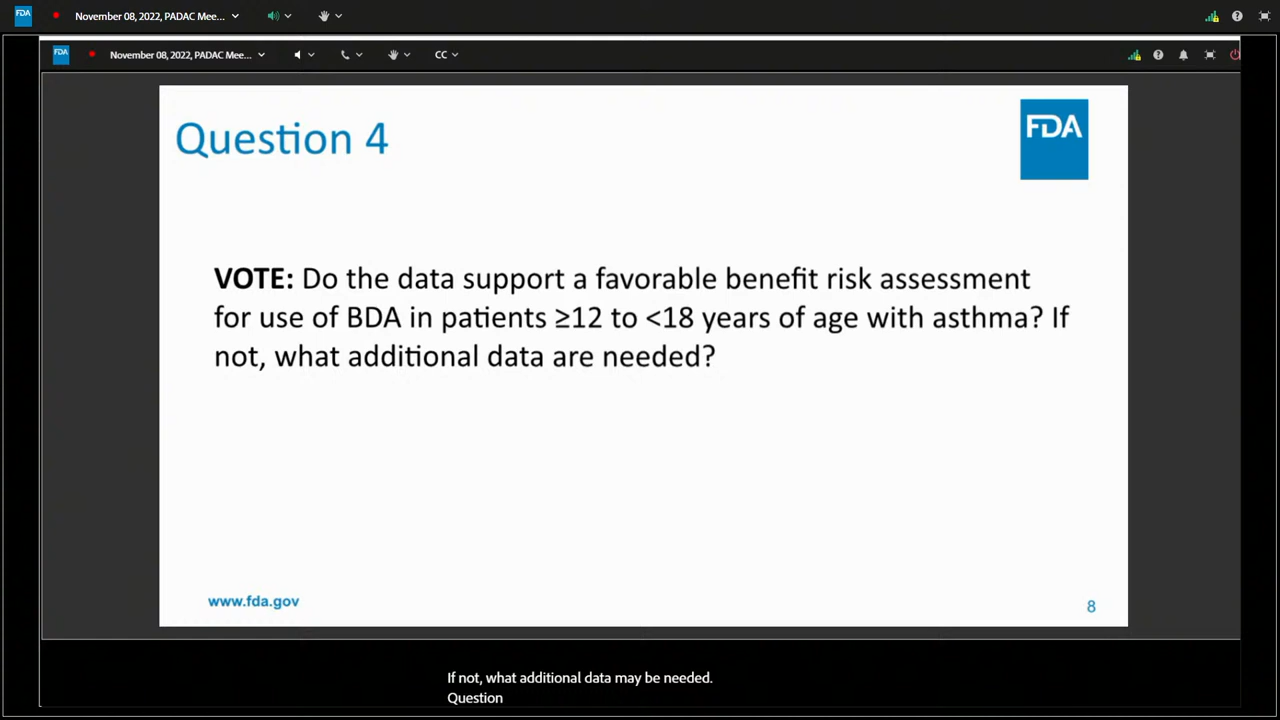 FDA
November 08, 2022, PADAC Mee...
FDA
November 08, 2022, PADAC Mee...
CC
Question 4
FDA
VOTE: Do the data support a favorable benefit risk assessment
for use of BDA in patients ≥12 to <18 years of age with asthma? If
not, what additional data are needed?
www.fda.gov
8
If not, what additional data may be needed.
Question